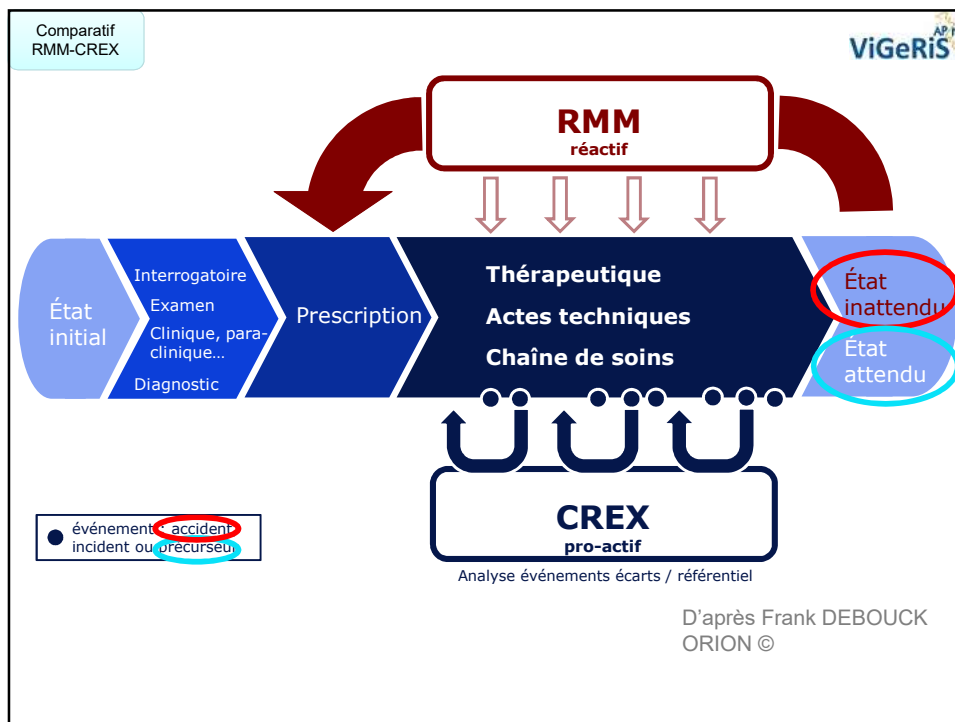 Comparatif
RMM-CREX
ViGeRiS
RMM
réactif
État
initial
Interrogatoire
Examen
Clinique, para-
clinique…
Diagnostic
Prescription
Thérapeutique
Actes techniques
Chaîne de soins
État
inattendu
État
attendu
événements : accident
incident ou précurseur
CREX
pro-actif
Analyse événements écarts / référentiel
D'après Frank DEBOUCK
ORION ©